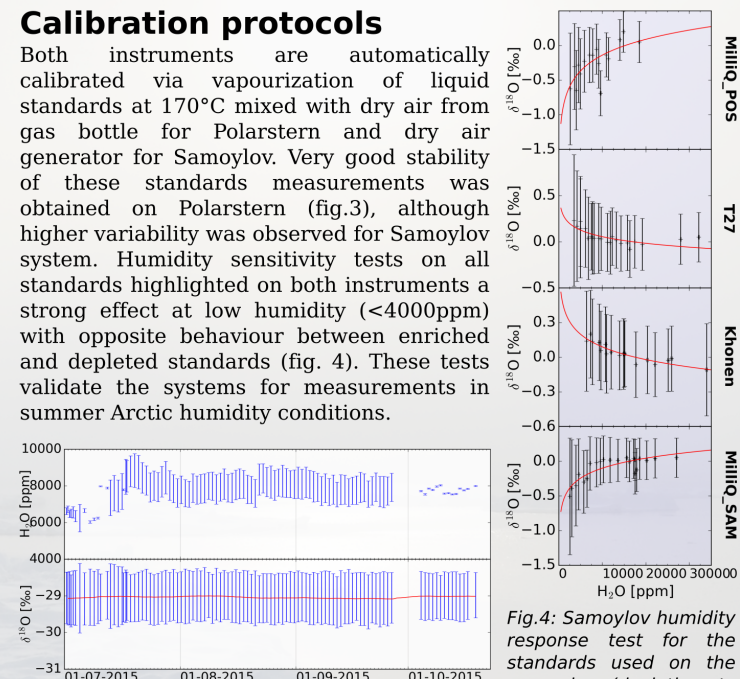 Calibration protocols
Both instruments are automatically
calibrated via vapourization of liquid
standards at 170°C mixed with dry air from
gas bottle for Polarstern and dry air
generator for Samoylov. Very good stability
of these standards measurements was
obtained on Polarstern (fig.3), although
higher variability was observed for Samoylov
system. Humidity sensitivity tests on all
standards highlighted on both instruments a
strong effect at low humidity (<4000ppm)
with opposite behaviour between enriched
and depleted standards (fig. 4). These tests
validate the systems for measurements in
summer Arctic humidity conditions.
10000
8000
6000
4000
H₂O [ppm]
−29
−30
−31
δ¹⁸O [‰]
01-07-2015 01-08-2015 01-09-2015 01-10-2015
0.0
−0.5
−1.0
−1.5
δ¹⁸O [‰]
MilliQ_POS
0.5
0.0
−0.5
δ¹⁸O [‰]
T27
0.3
0.0
−0.3
−0.6
δ¹⁸O [‰]
Khonen
0.0
−0.5
−1.0
−1.5
δ¹⁸O [‰]
MilliQ_SAM
0 10000 20000 300000
H₂O [ppm]
Fig.4: Samoylov humidity
response test for the
standards used on the